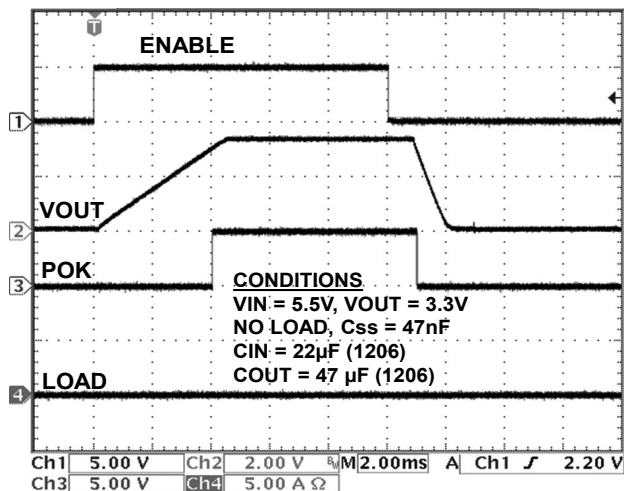 T
ENABLE
1
VOUT
2
POK
3
CONDITIONS
VIN = 5.5V, VOUT = 3.3V
NO LOAD, Css = 47nF
CIN = 22µF (1206)
COUT = 47 µF (1206)
LOAD
4
Ch1 5.00 V Ch2 2.00 V BW M 2.00ms A Ch1 2.20 V
Ch3 5.00 V Ch4 5.00 A Ω